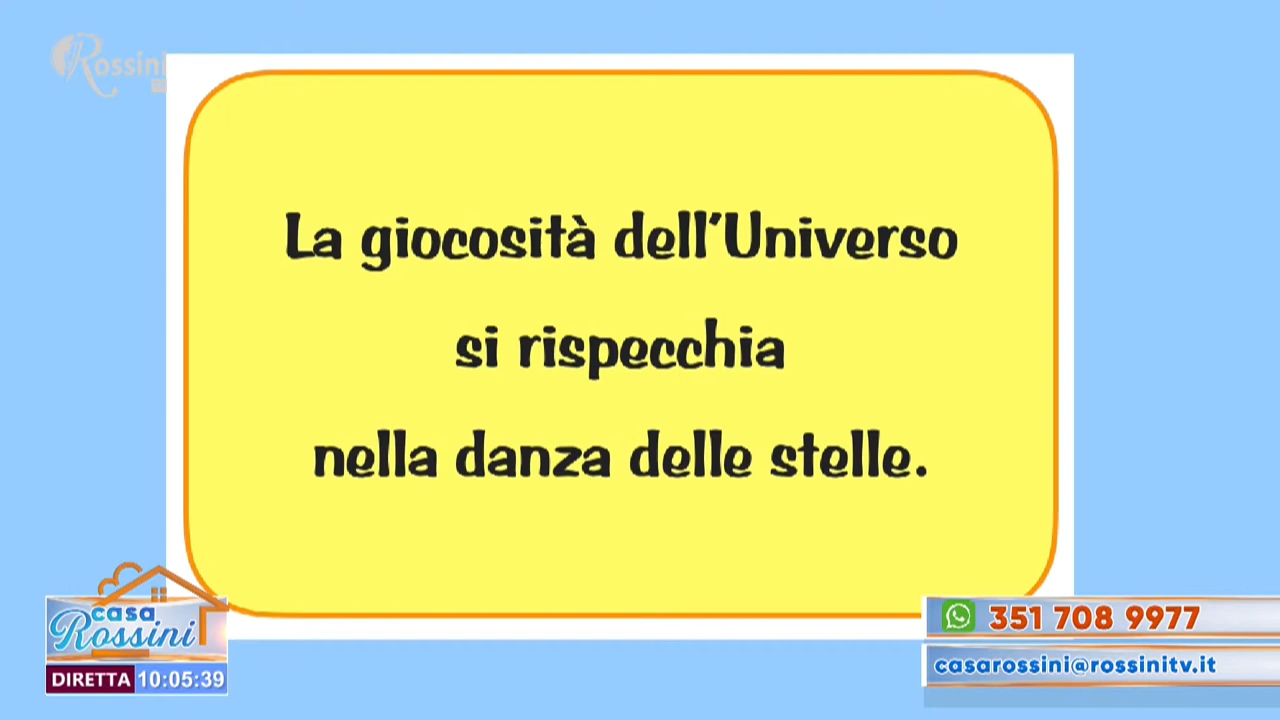 Rossini
La giocosità dell'Universo
si rispecchia
nella danza delle stelle.
casa
Rossini
DIRETTA 10:05:39
351 708 9977
casarossini@rossinitv.it